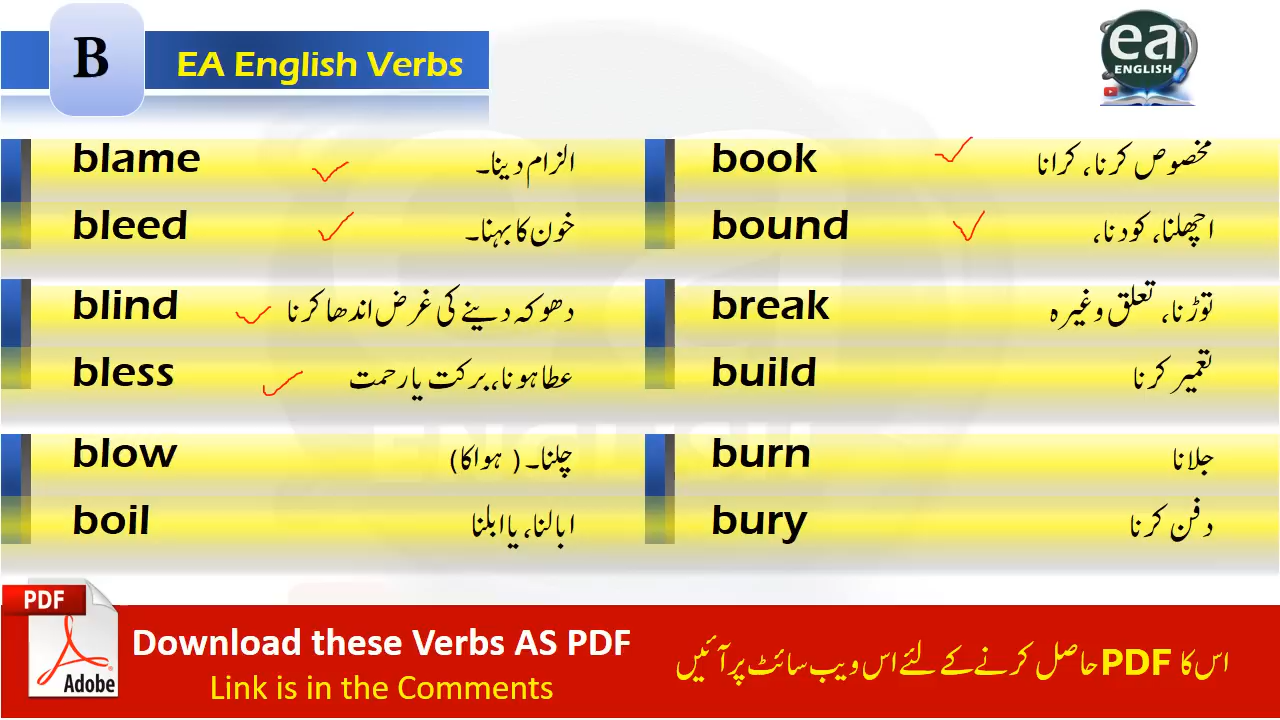 B
EA English Verbs
ea
ENGLISH
blame الزام دینا۔
bleed خون کا بہنا۔
blind دھوکہ دینے کی غرض اندھا کرنا
bless عطا ہونا، برکت یا رحمت
blow چلنا۔ ( ہوا کا)
boil ابالنا، یا ابلنا
book مخصوص کرنا، کرانا
bound اچھلنا، کودنا،
break توڑنا، تعلق وغیرہ
build تعمیر کرنا
burn جلانا
bury دفن کرنا
ENGLISH
PDF
Adobe
Download these Verbs AS PDF
Link is in the Comments
اس کا PDF حاصل کرنے کے لئے اس ویب سائٹ پر آئیں